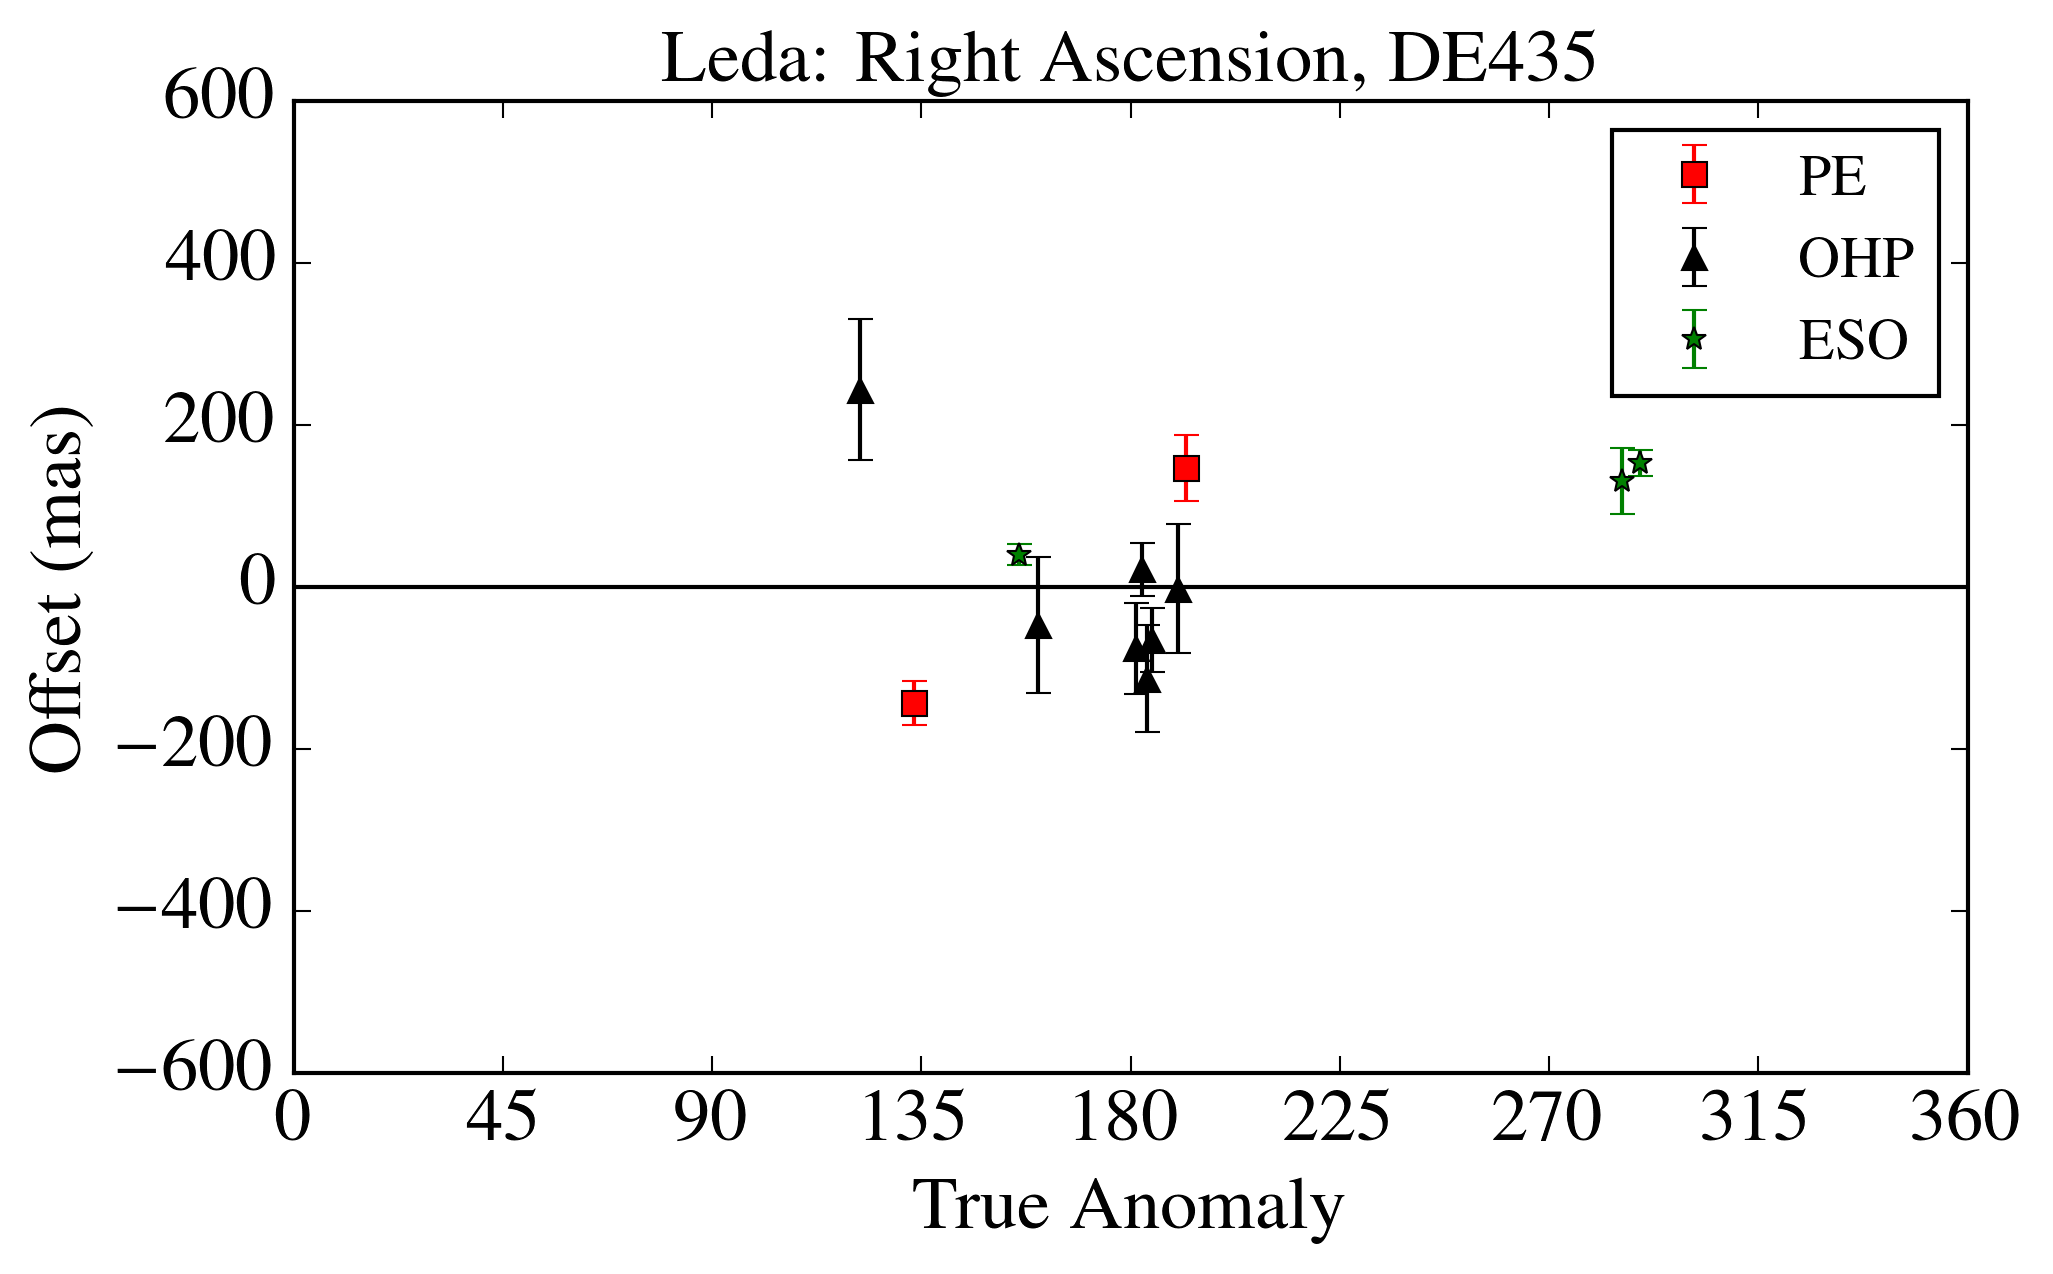 Leda: Right Ascension, DE435
600
400
200
0
−200
−400
−600
Offset (mas)
PE
OHP
ESO
0 45 90 135 180 225 270 315 360
True Anomaly